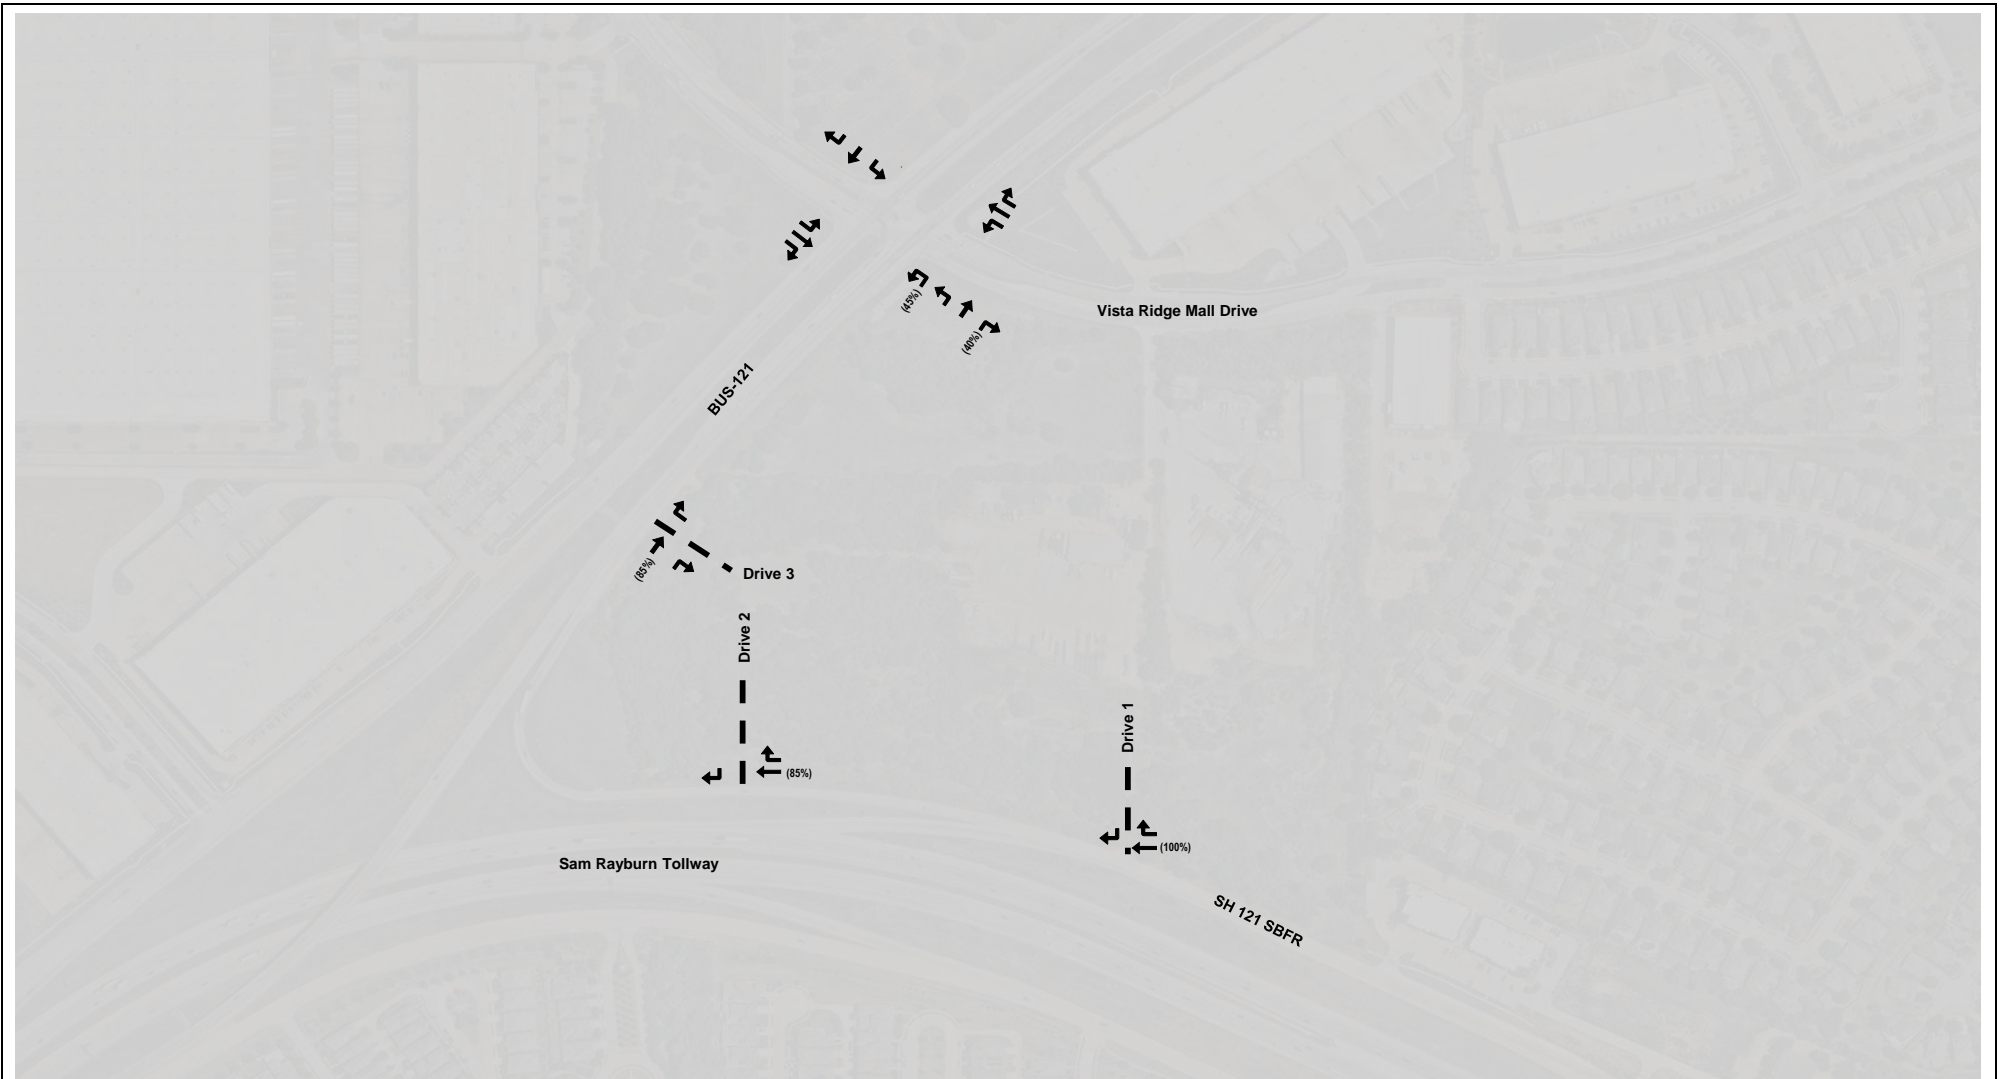 (45%)
Vista Ridge Mall Drive
(40%)
BUS-121
(85%)
Drive 3
Drive 2
Drive 1
(85%)
(100%)
Sam Rayburn Tollway
SH 121 SBFR